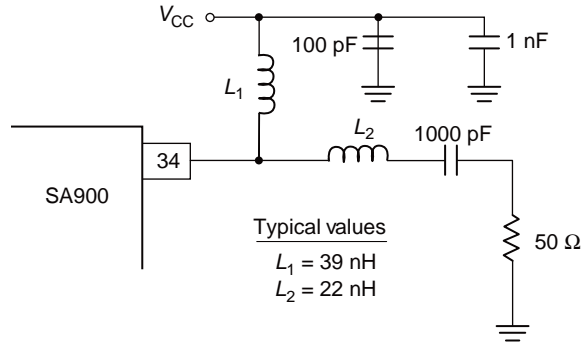 VCC
100 pF
1 nF
L1
L2
1000 pF
34
SA900
50 Ω
Typical values
L1 = 39 nH
L2 = 22 nH